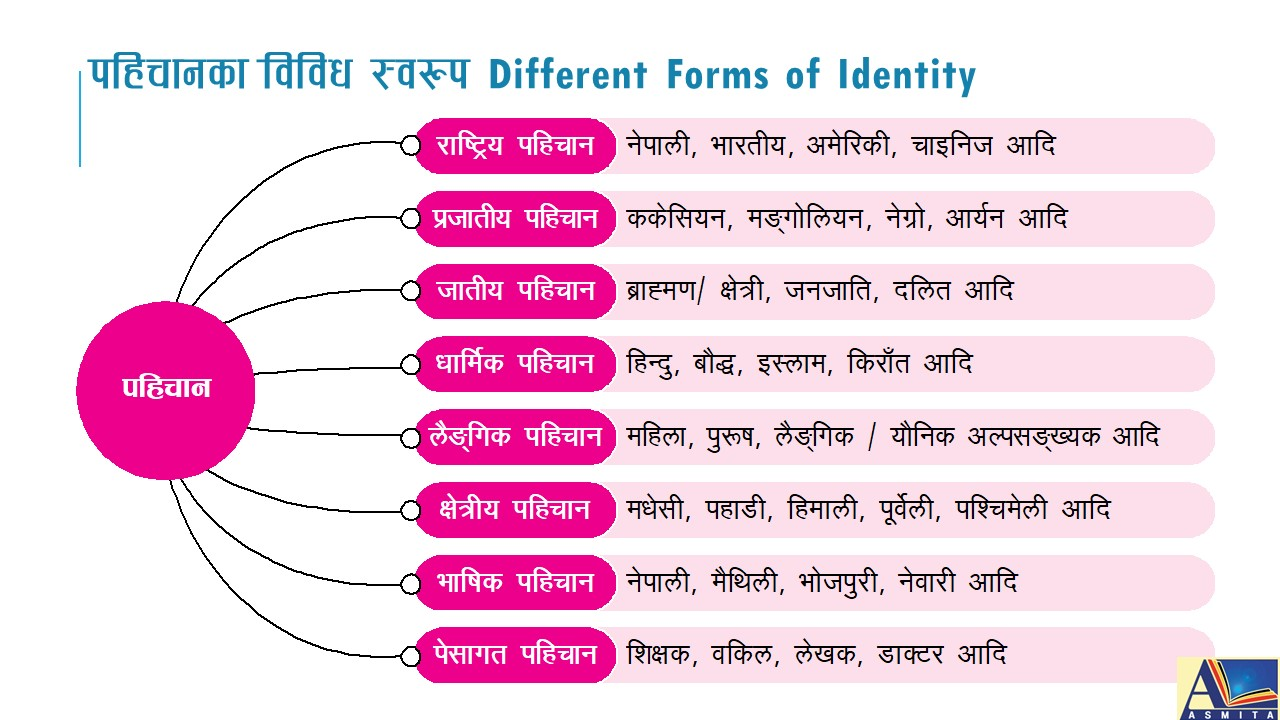 पहिचानका विविध स्वरूप Different Forms of Identity
राष्ट्रिय पहिचान नेपाली, भारतीय, अमेरिकी, चाइनिज आदि
प्रजातीय पहिचान ककेसियन, मङ्गोलियन, नेग्रो, आर्यन आदि
जातीय पहिचान ब्राह्मण/ क्षेत्री, जनजाति, दलित आदि
धार्मिक पहिचान हिन्दु, बौद्ध, इस्लाम, किराँत आदि
पहिचान
लैङ्गिक पहिचान महिला, पुरूष, लैङ्गिक / यौनिक अल्पसङ्ख्यक आदि
क्षेत्रीय पहिचान मधेसी, पहाडी, हिमाली, पूर्वेली, पश्चिमेली आदि
भाषिक पहिचान नेपाली, मैथिली, भोजपुरी, नेवारी आदि
पेसागत पहिचान शिक्षक, वकिल, लेखक, डाक्टर आदि
ASMITA